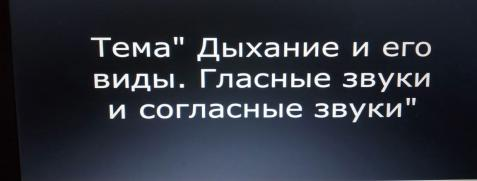 Тема" Дыхание и его
виды. Гласные звуки
и согласные звуки"